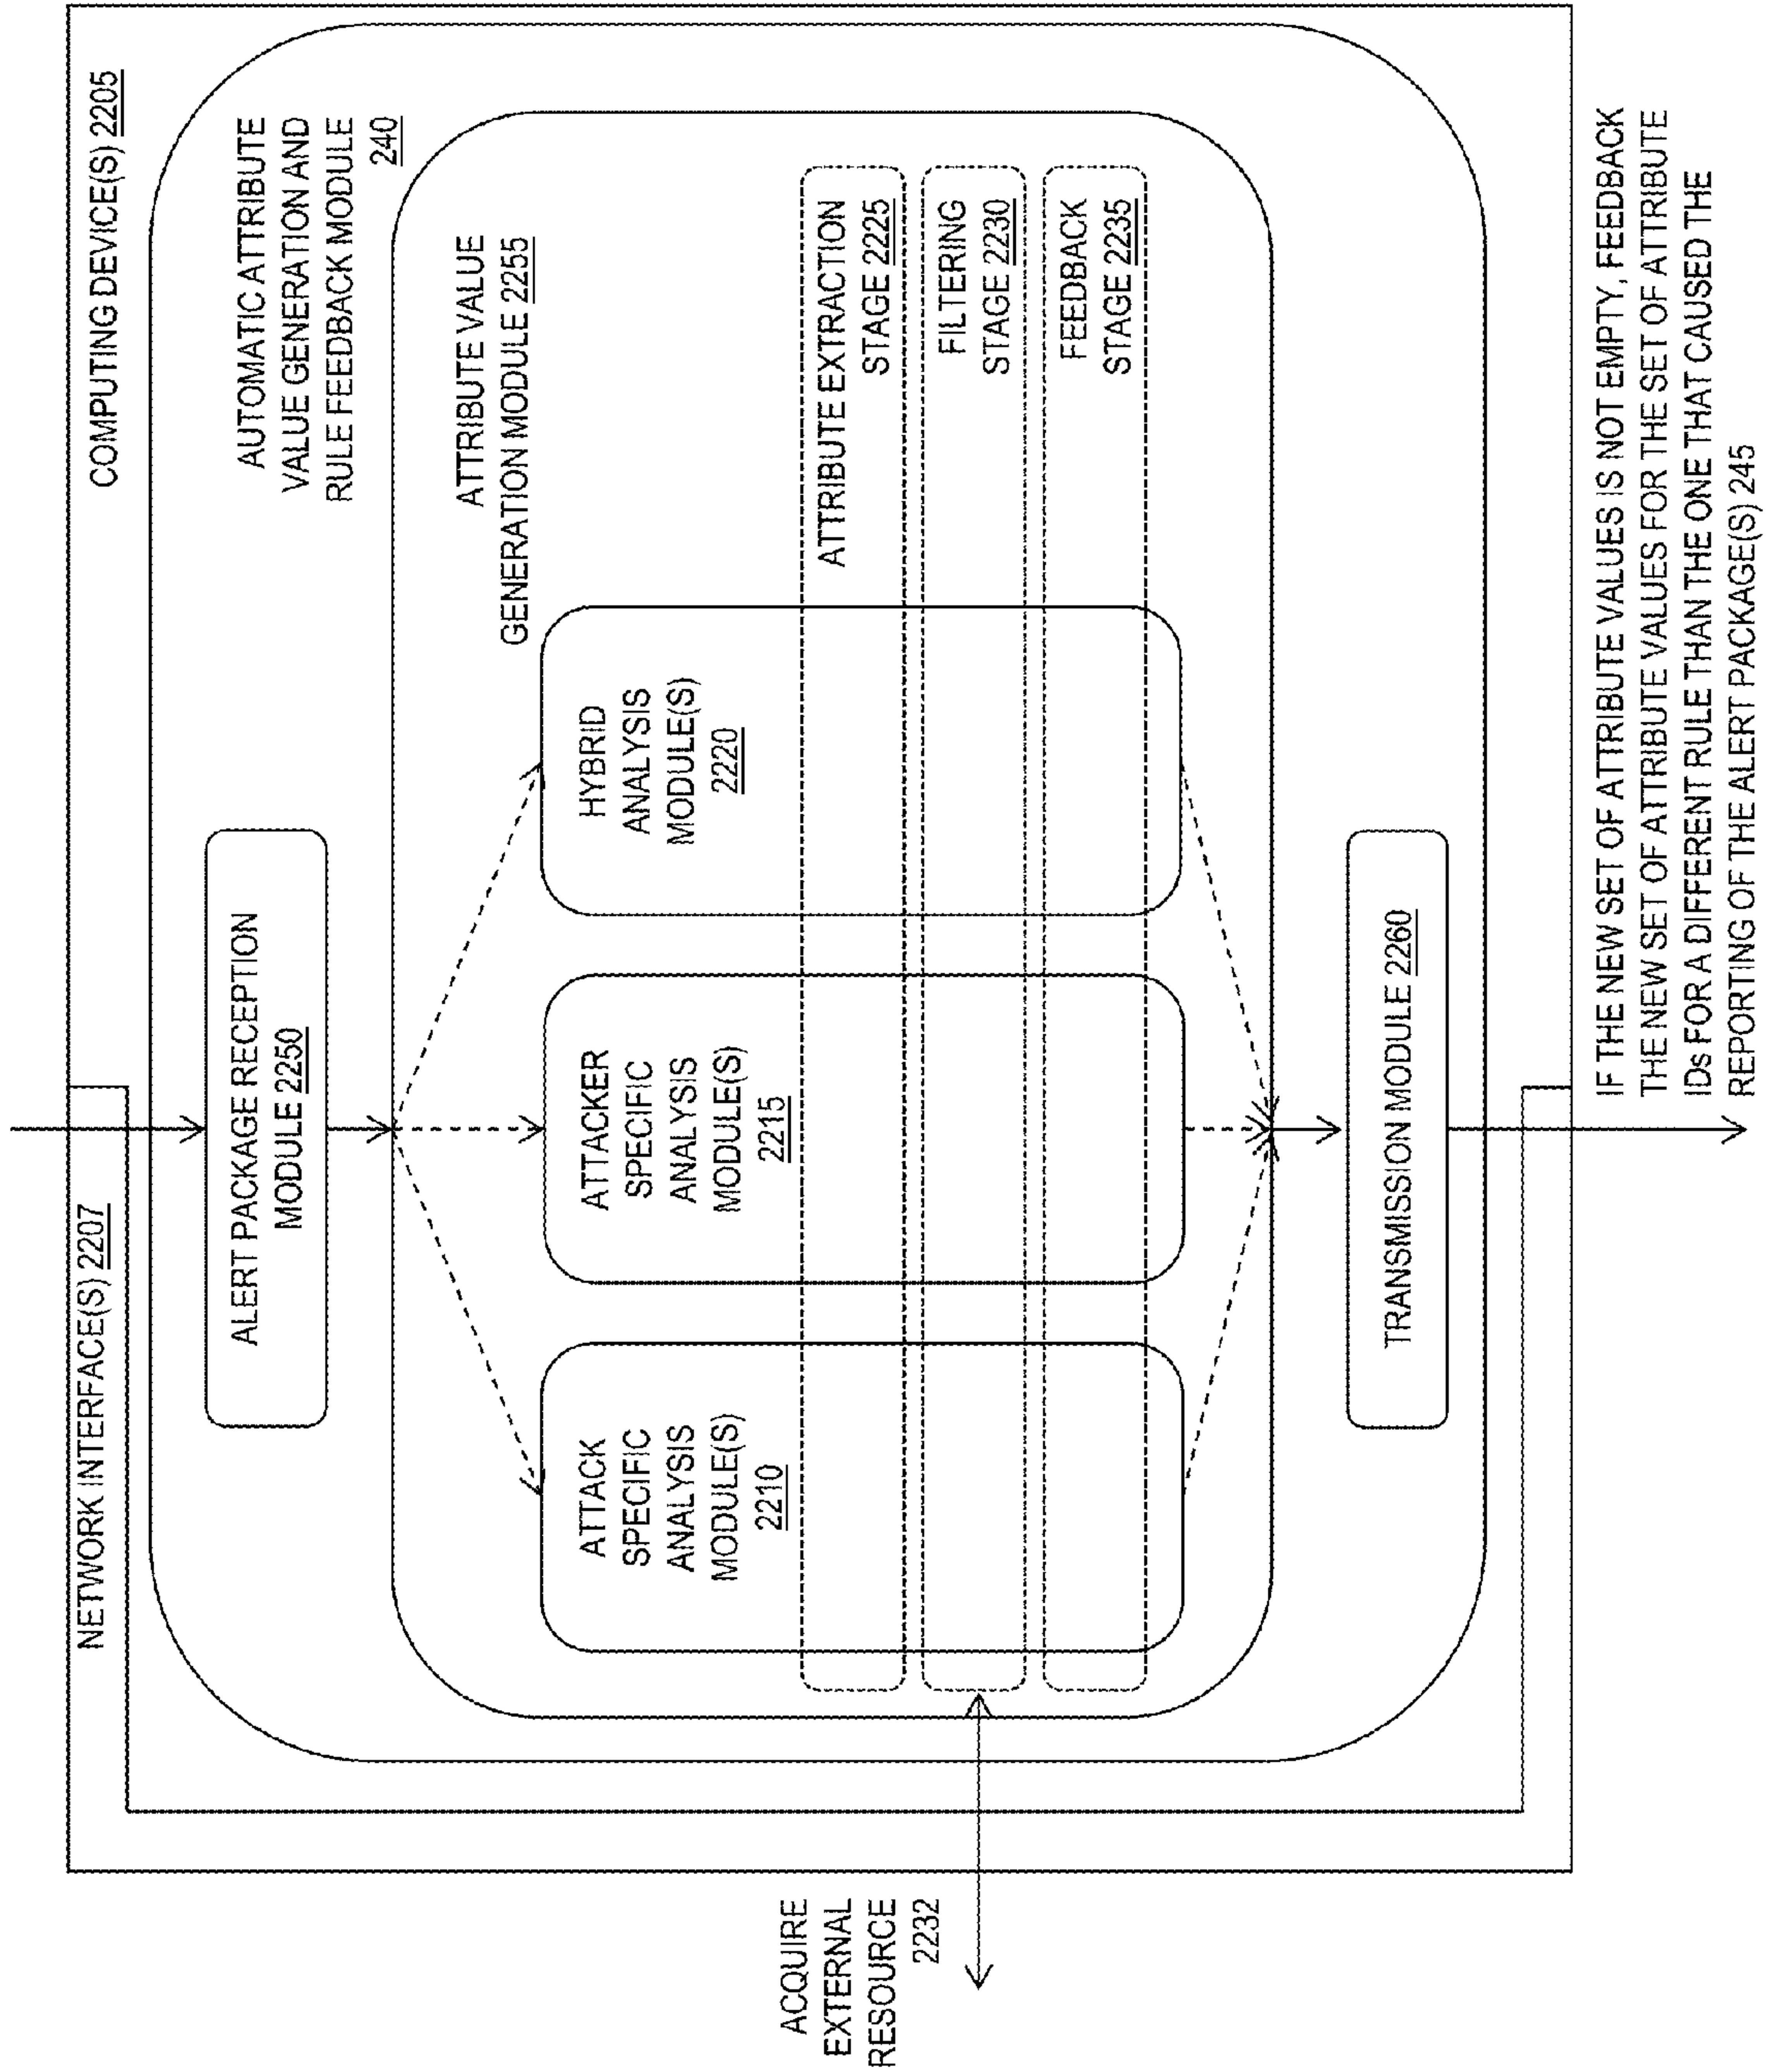 NETWORK INTERFACE(S) 2207
COMPUTING DEVICE(S) 2205
AUTOMATIC ATTRIBUTE
VALUE GENERATION AND
RULE FEEDBACK MODULE
240
ALERT PACKAGE RECEPTION
MODULE 2250
ATTRIBUTE VALUE
GENERATION MODULE 2255
ATTACK
SPECIFIC
ANALYSIS
MODULE(S)
2210
ATTACKER
SPECIFIC
ANALYSIS
MODULE(S)
2215
HYBRID
ANALYSIS
MODULE(S)
2220
ATTRIBUTE EXTRACTION
STAGE 2225
FILTERING
STAGE 2230
FEEDBACK
STAGE 2235
ACQUIRE
EXTERNAL
RESOURCE
2232
TRANSMISSION MODULE 2260
IF THE NEW SET OF ATTRIBUTE VALUES IS NOT EMPTY, FEEDBACK
THE NEW SET OF ATTRIBUTE VALUES FOR THE SET OF ATTRIBUTE
IDs FOR A DIFFERENT RULE THAN THE ONE THAT CAUSED THE
REPORTING OF THE ALERT PACKAGE(S) 245